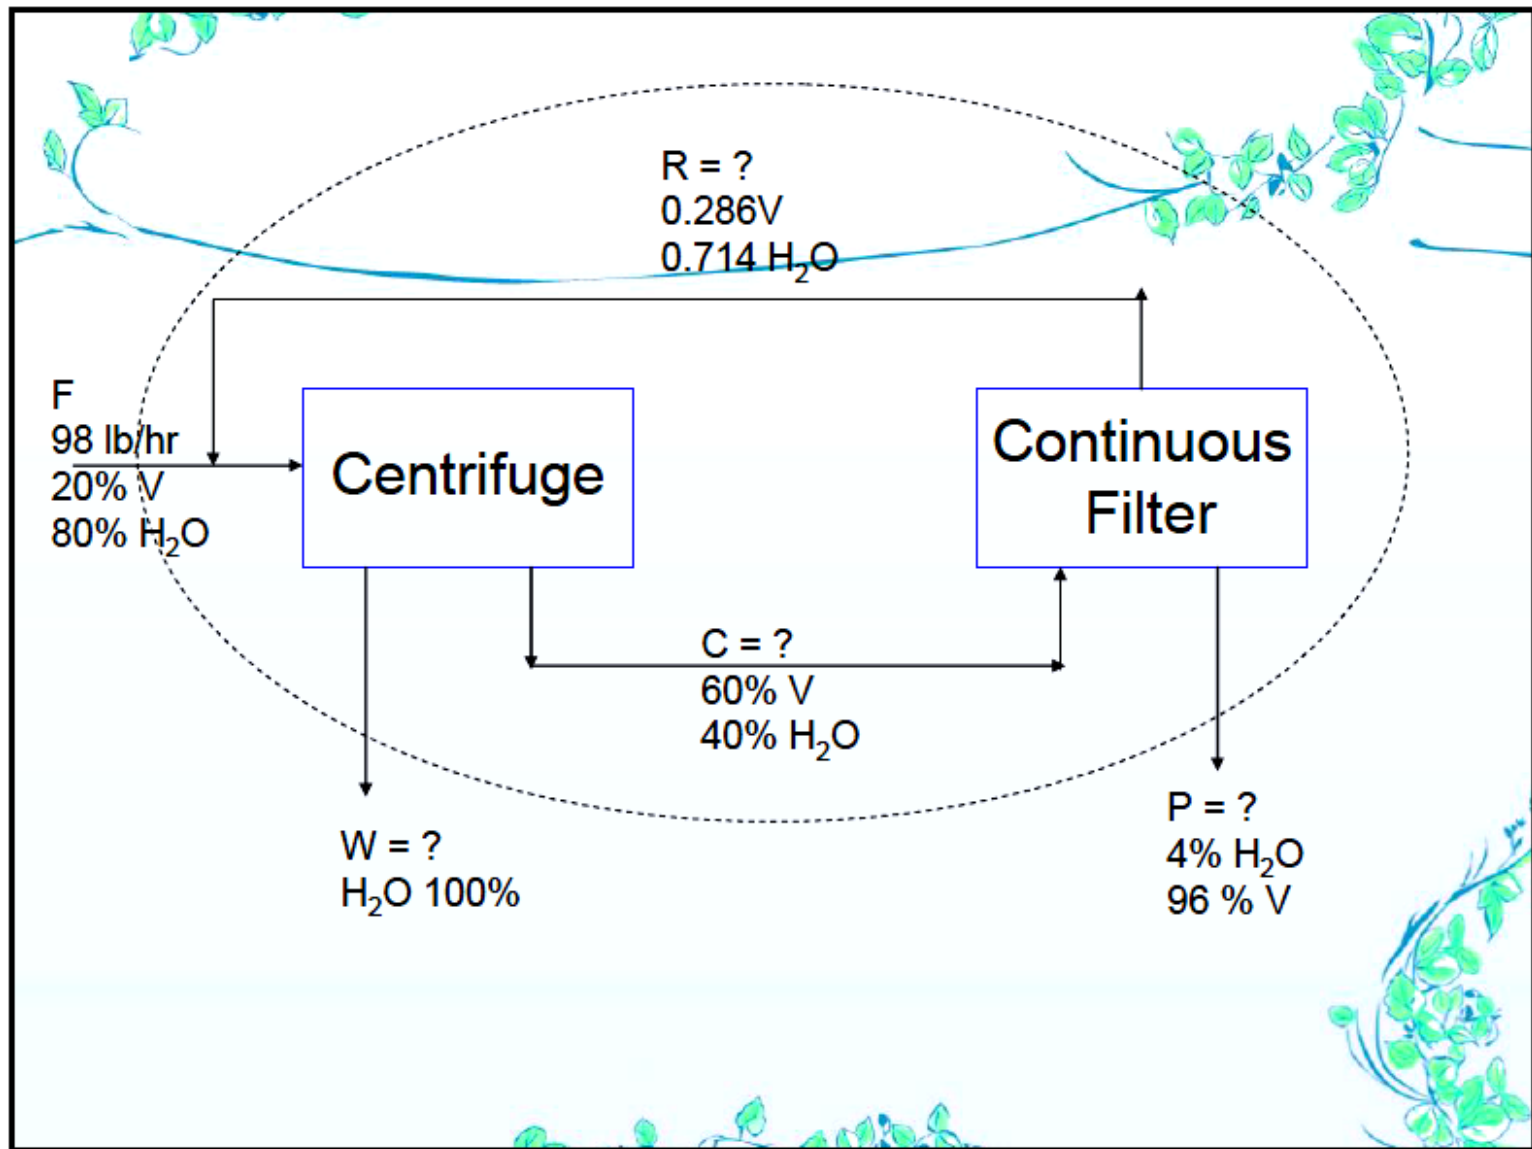 R = ?
0.286V
0.714 H₂O
F
98 lb/hr
20% V
80% H₂O
Centrifuge
Continuous
Filter
C = ?
60% V
40% H₂O
W = ?
H₂O 100%
P = ?
4% H₂O
96 % V